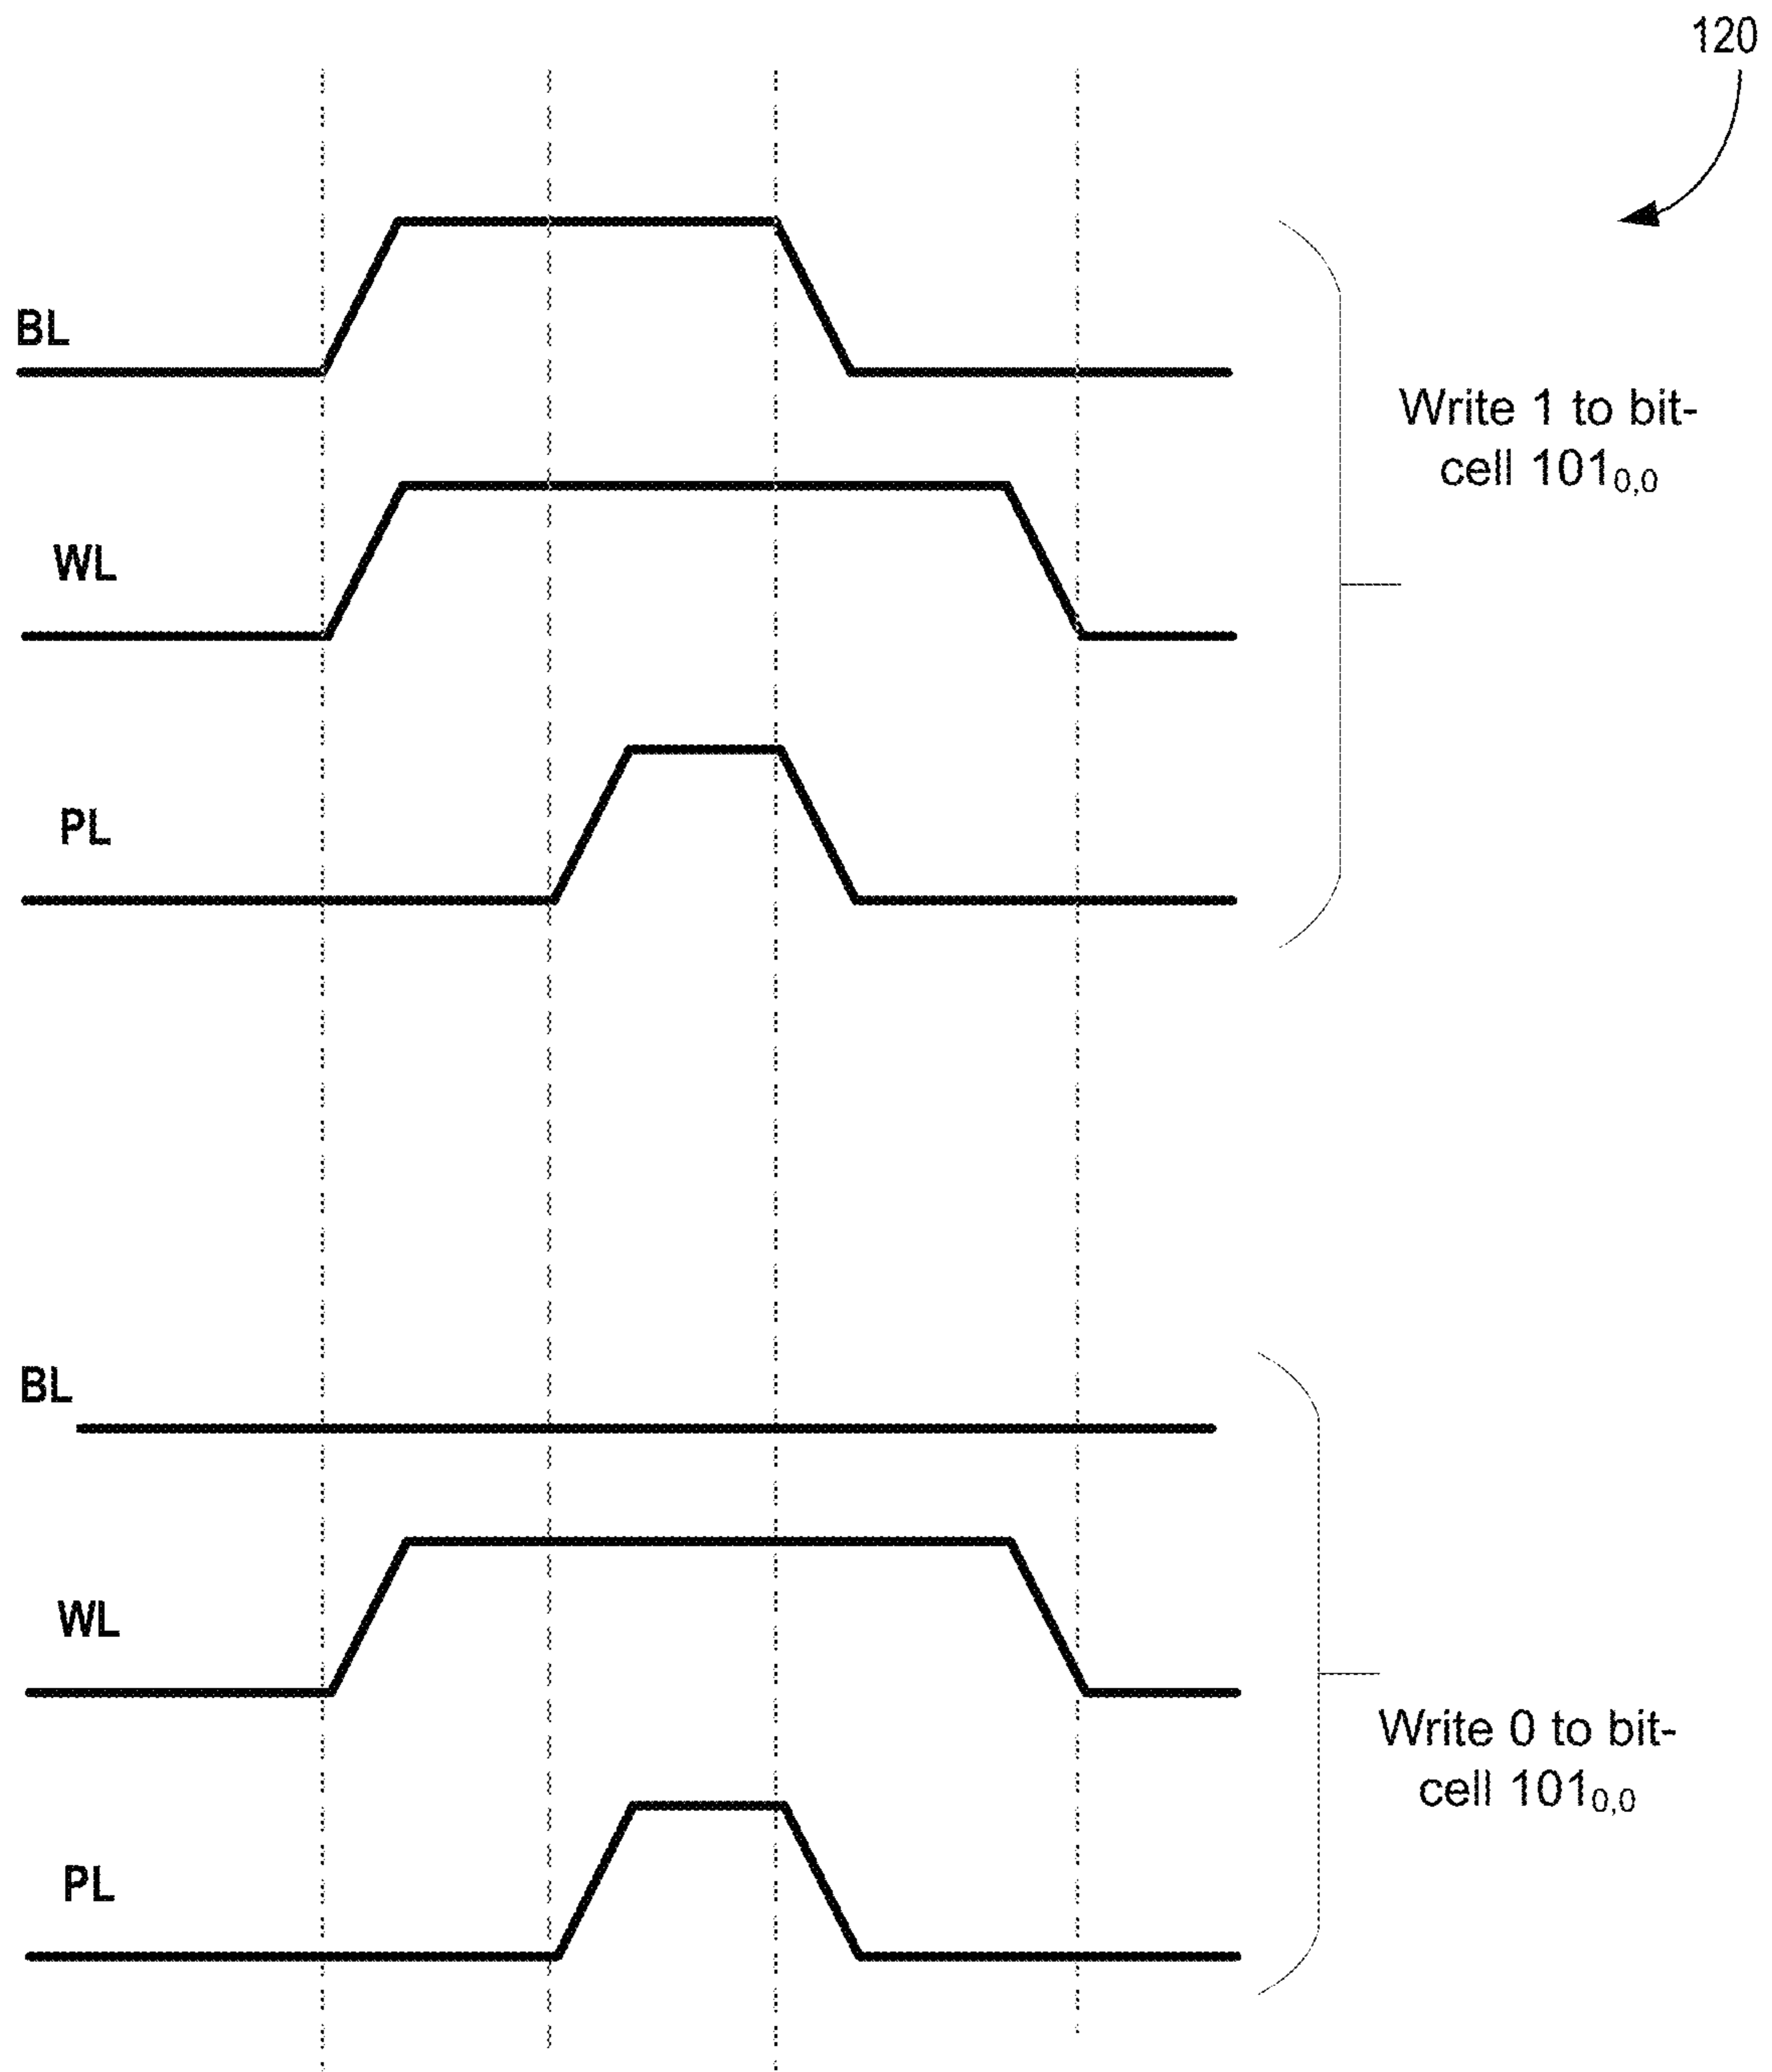 120
BL
Write 1 to bit-
cell 101₀,₀
WL
PL
BL
WL
Write 0 to bit-
cell 101₀,₀
PL